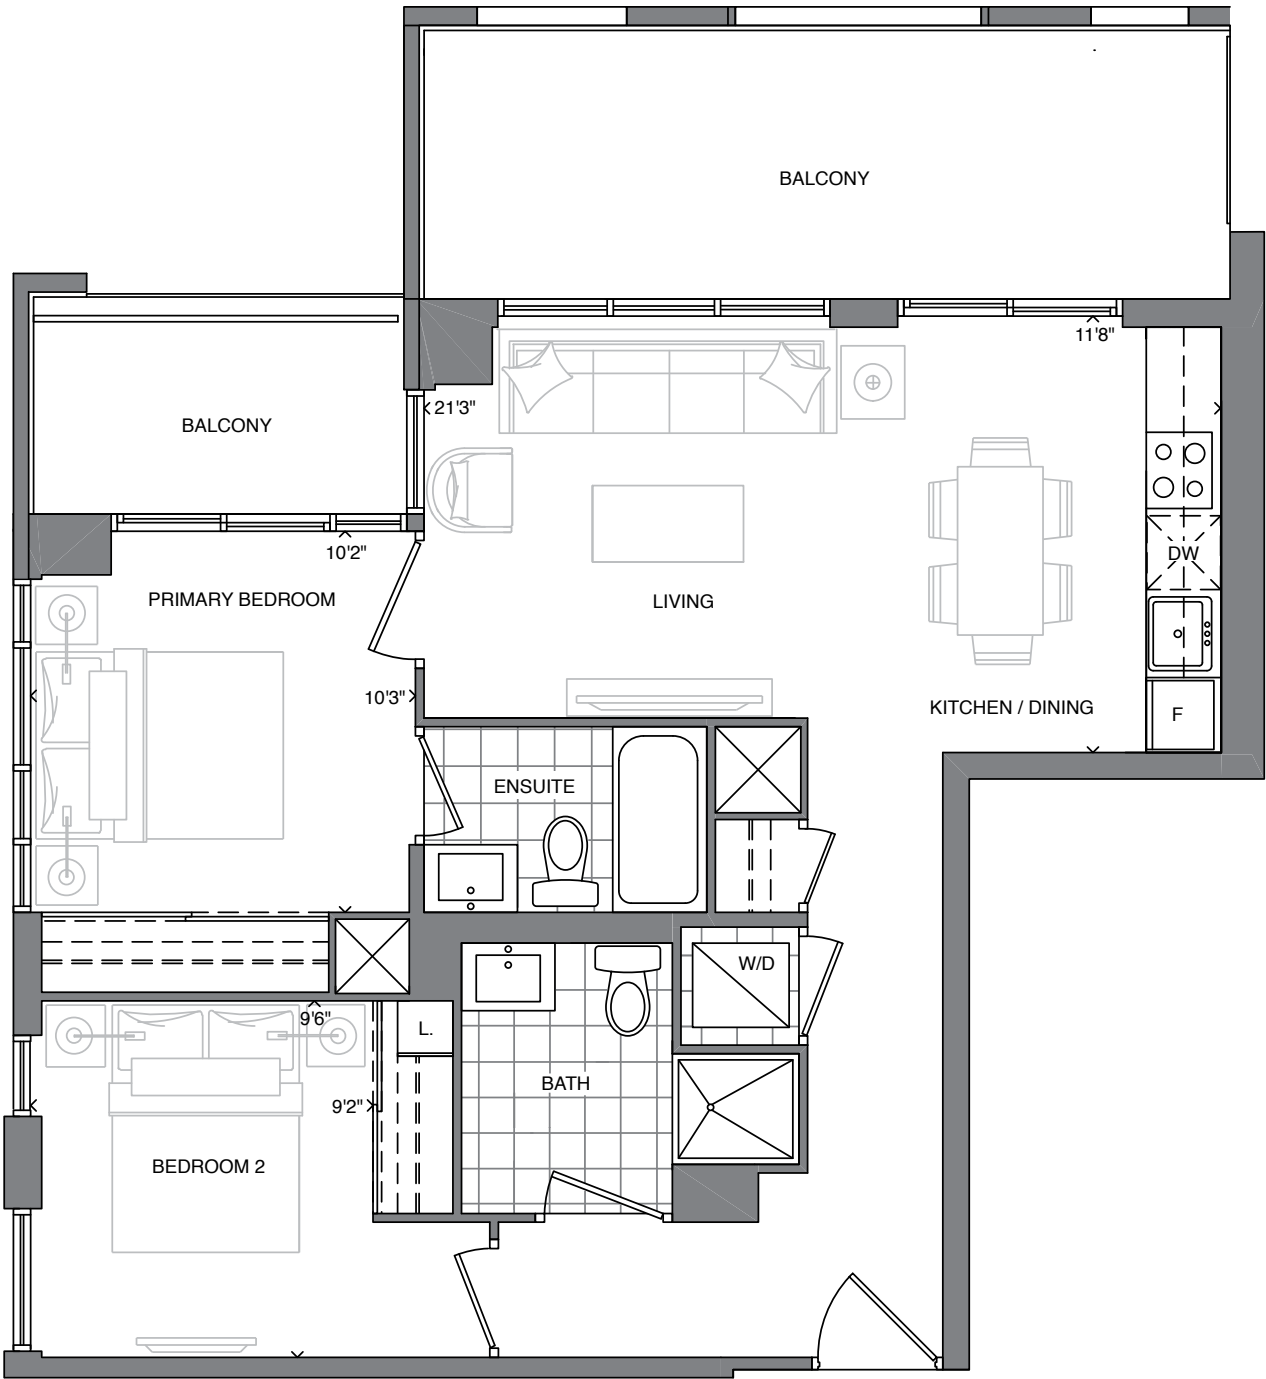 BALCONY
11'8"
21'3"
BALCONY
10'2"
DW
PRIMARY BEDROOM
LIVING
10'3"
KITCHEN / DINING
F
ENSUITE
W/D
9'6"
L.
BATH
9'2"
BEDROOM 2